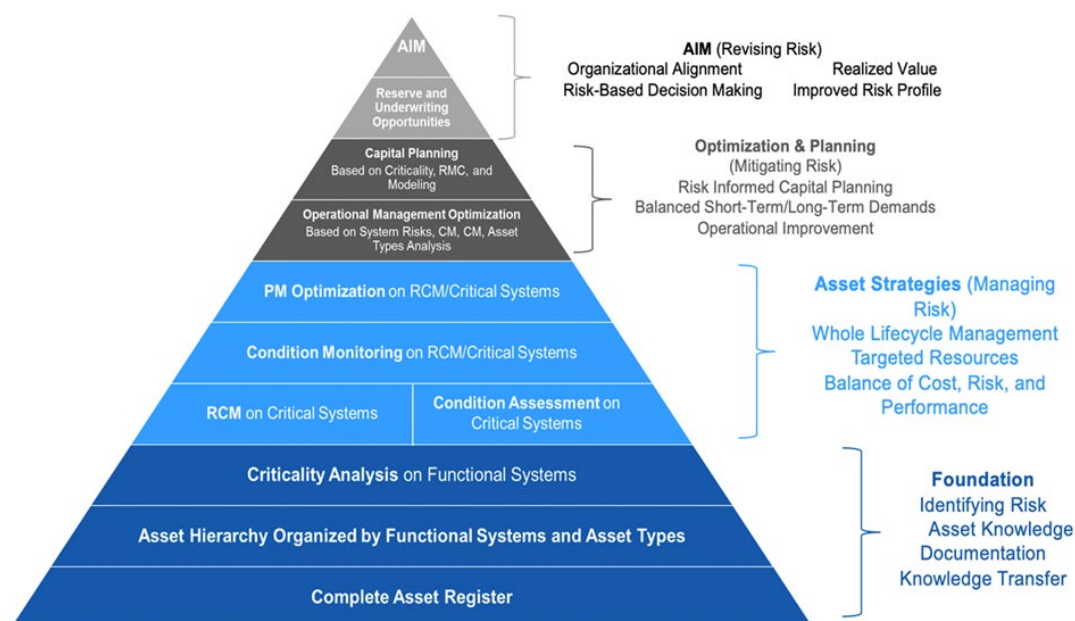 AIM
Reserve and
Underwriting
Opportunities
Capital Planning
Based on Criticality, RMC, and
Modeling
Operational Management Optimization
Based on System Risks, CM, CM, Asset
Types Analysis
PM Optimization on RCM/Critical Systems
Condition Monitoring on RCM/Critical Systems
RCM on Critical Systems
Condition Assessment on
Critical Systems
Criticality Analysis on Functional Systems
Asset Hierarchy Organized by Functional Systems and Asset Types
Complete Asset Register
AIM (Revising Risk)
Organizational Alignment Realized Value
Risk-Based Decision Making Improved Risk Profile
Optimization & Planning
(Mitigating Risk)
Risk Informed Capital Planning
Balanced Short-Term/Long-Term Demands
Operational Improvement
Asset Strategies (Managing
Risk)
Whole Lifecycle Management
Targeted Resources
Balance of Cost, Risk, and
Performance
Foundation
Identifying Risk
Asset Knowledge
Documentation
Knowledge Transfer